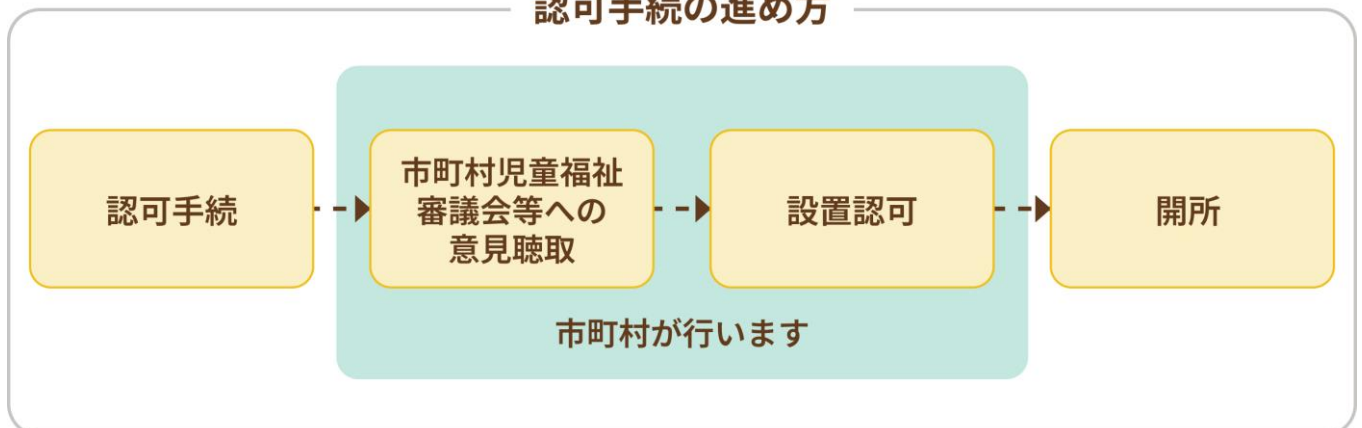 認可手続の進め方
認可手続
市町村児童福祉
審議会等への
意見聴取
設置認可
開所
市町村が行います